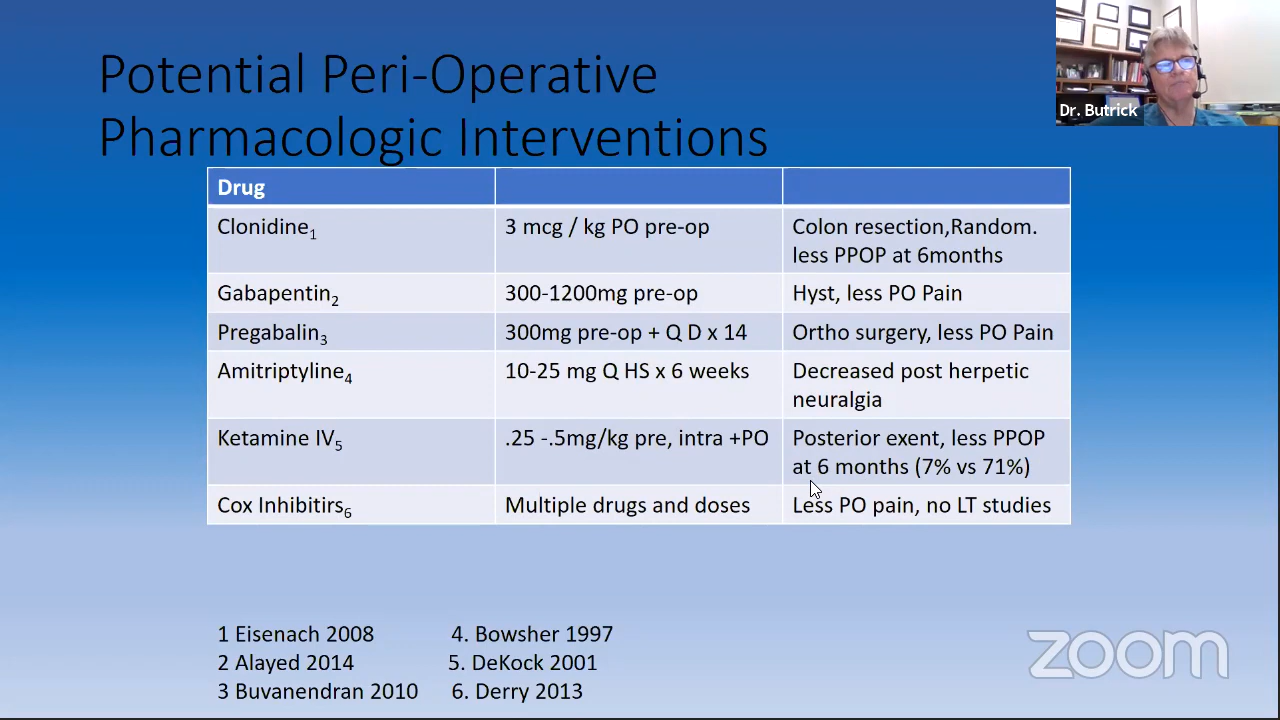 Potential Peri-Operative
Pharmacologic Interventions
Dr. Butrick
Drug
Clonidine1 3 mcg / kg PO pre-op Colon resection,Random.
less PPOP at 6months
Gabapentin2 300-1200mg pre-op Hyst, less PO Pain
Pregabalin3 300mg pre-op + Q D x 14 Ortho surgery, less PO Pain
Amitriptyline4 10-25 mg Q HS x 6 weeks Decreased post herpetic
neuralgia
Ketamine IV5 .25 -.5mg/kg pre, intra +PO Posterior exent, less PPOP
at 6 months (7% vs 71%)
Cox Inhibitirs6 Multiple drugs and doses Less PO pain, no LT studies
1 Eisenach 2008 4. Bowsher 1997
2 Alayed 2014 5. DeKock 2001
3 Buvanendran 2010 6. Derry 2013
zoom